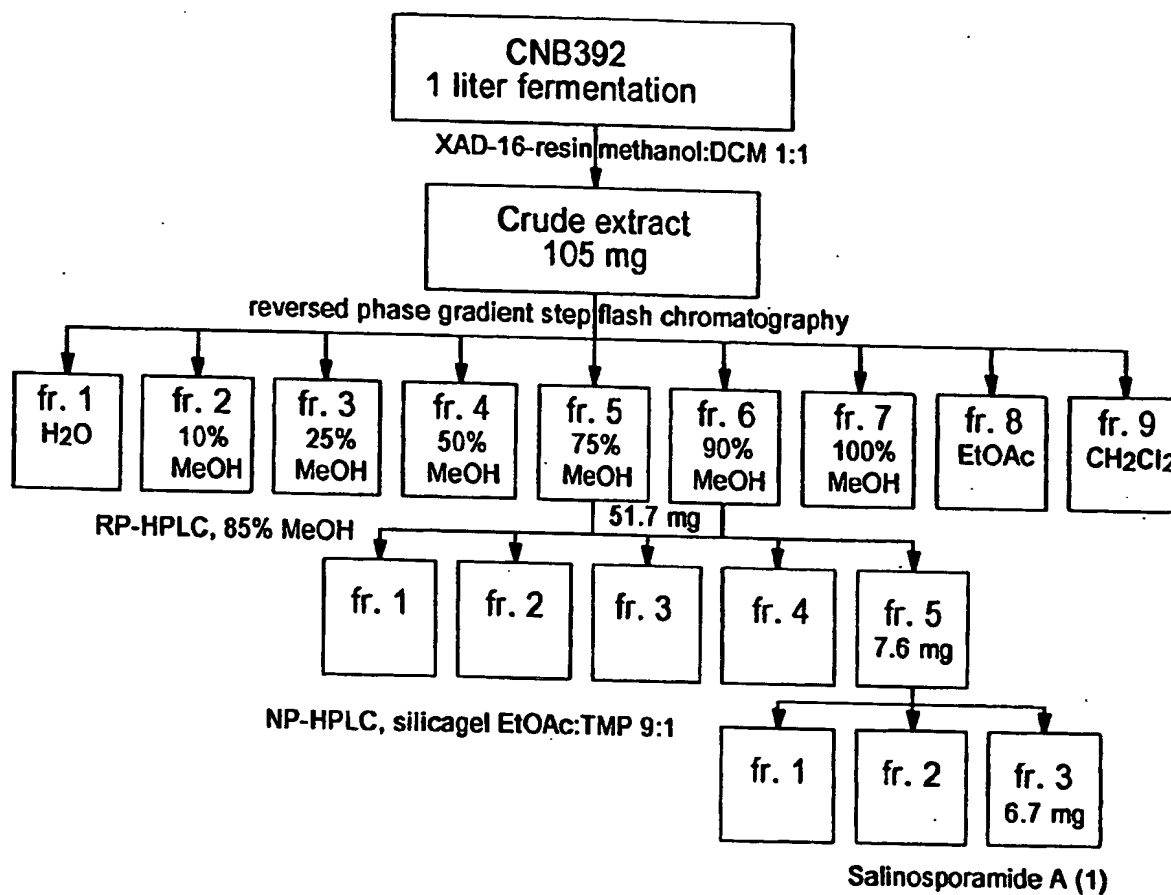 CNB392
1 liter fermentation
XAD-16-resin methanol:DCM 1:1
Crude extract
105 mg
reversed phase gradient step flash chromatography
fr. 1
H2O
fr. 2
10%
MeOH
fr. 3
25%
MeOH
fr. 4
50%
MeOH
fr. 5
75%
MeOH
fr. 6
90%
MeOH
fr. 7
100%
MeOH
fr. 8
EtOAc
fr. 9
CH2Cl2
51.7 mg
RP-HPLC, 85% MeOH
fr. 1
fr. 2
fr. 3
fr. 4
fr. 5
7.6 mg
NP-HPLC, silicagel EtOAc:TMP 9:1
fr. 1
fr. 2
fr. 3
6.7 mg
Salinosporamide A (1)